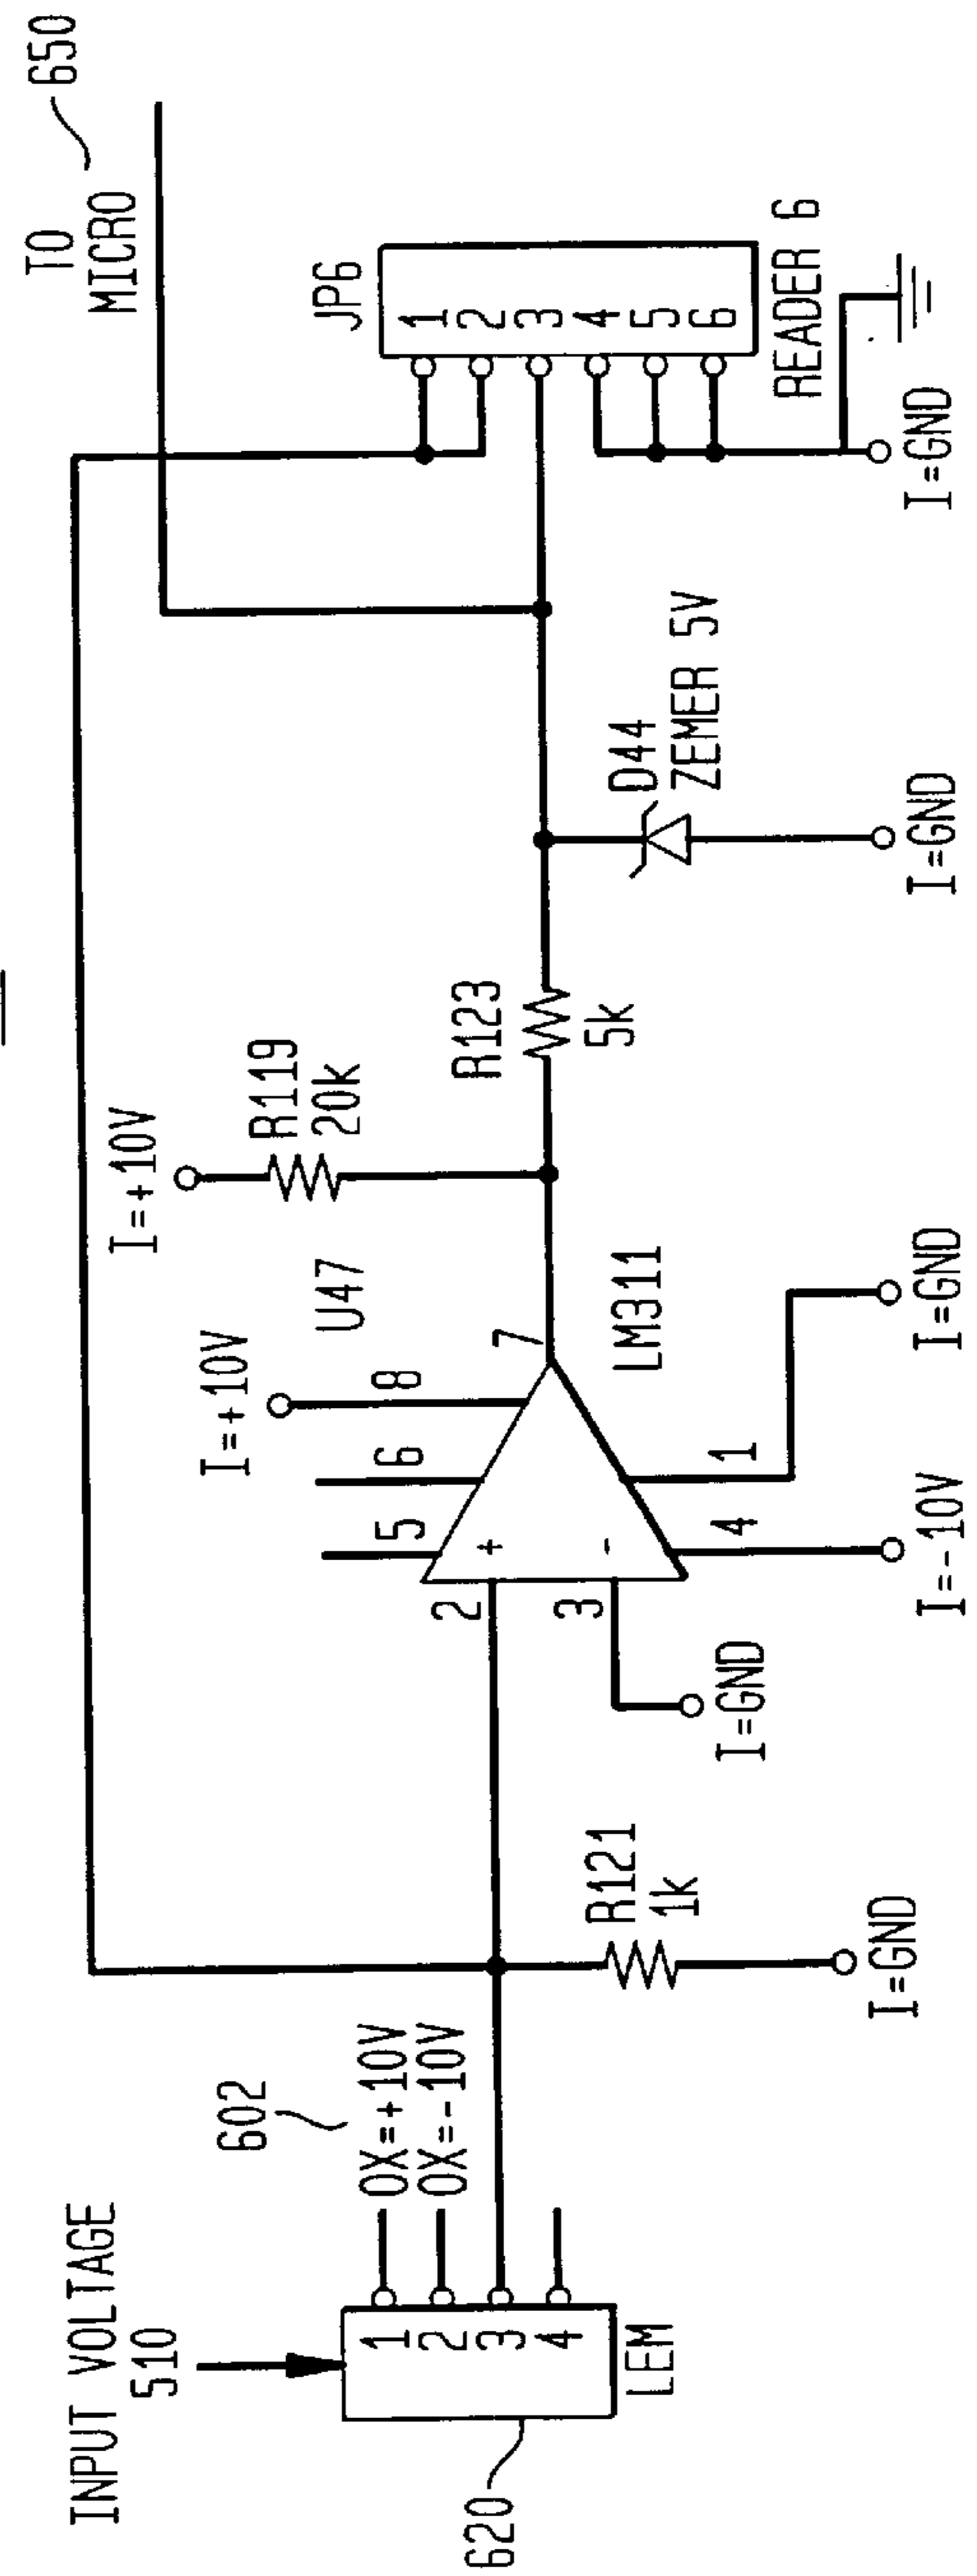 INPUT VOLTAGE
510
620
LEM
1
2
3
4
602
OX=+10V
OX=-10V
R121
1k
I=GND
2
3
+
-
I=GND
5
6
8
I=+10V
U47
7
LM311
4
1
I=-10V
I=GND
I=+10V
R119
20k
R123
5k
D44
ZEMER 5V
I=GND
TO
MICRO
650
JP6
1
2
3
4
5
6
READER 6
I=GND